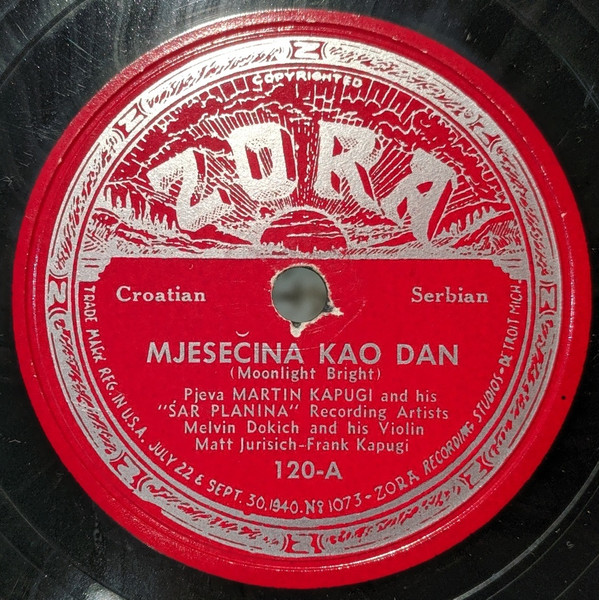 Z
COPYRIGHTED
ZORA
Croatian Serbian
MJESEČINA KAO DAN
(Moonlight Bright)
Pjeva MARTIN KAPUGI and his
"ŠAR PLANINA" Recording Artists
Melvin Dokich and his Violin
Matt Jurisich-Frank Kapugi
120-A
TRADE MARK REG. IN U.S.A. JULY 22 & SEPT. 30, 1940. Nº 1073 - ZORA RECORDING STUDIOS - DETROIT MICH.